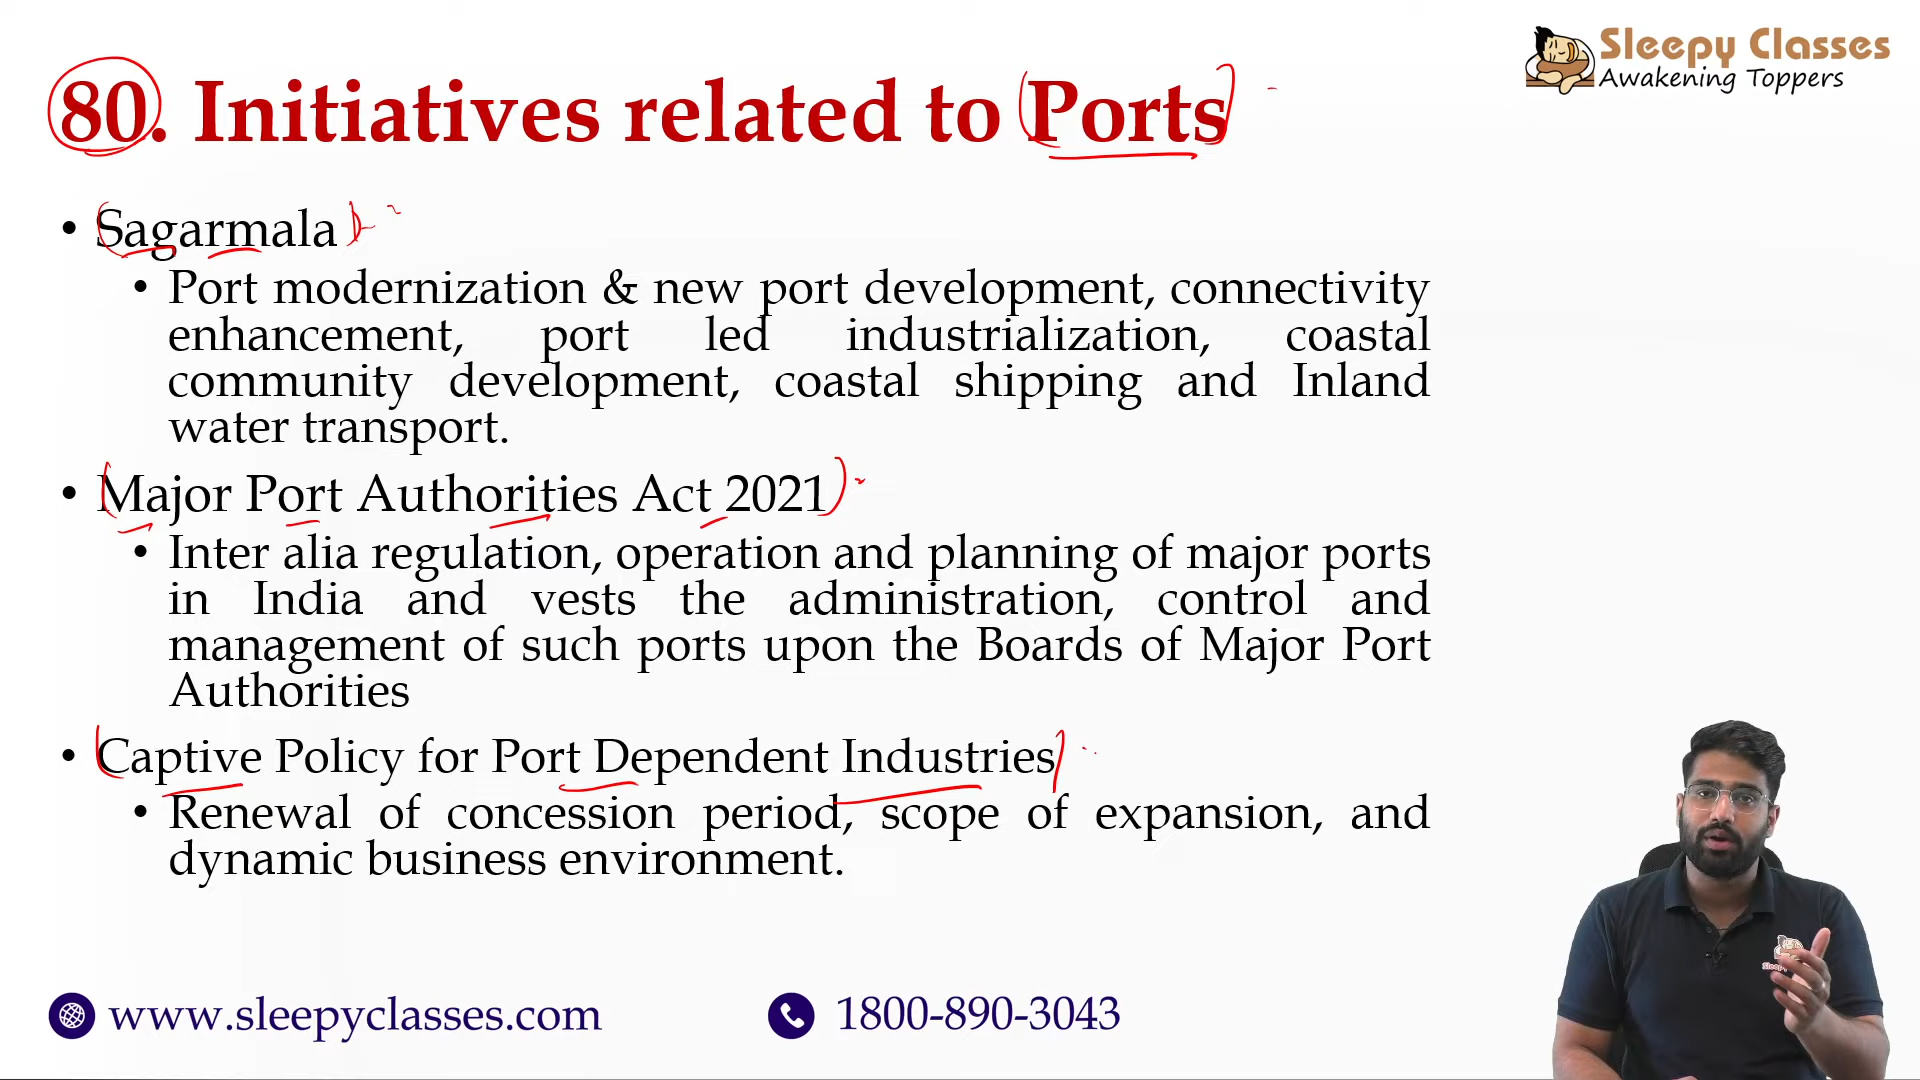 Sleepy Classes
Awakening Toppers
80. Initiatives related to Ports
• Sagarmala
• Port modernization & new port development, connectivity
enhancement, port led industrialization, coastal
community development, coastal shipping and Inland
water transport.
• Major Port Authorities Act 2021
• Inter alia regulation, operation and planning of major ports
in India and vests the administration, control and
management of such ports upon the Boards of Major Port
Authorities
• Captive Policy for Port Dependent Industries
• Renewal of concession period, scope of expansion, and
dynamic business environment.
www.sleepyclasses.com
1800-890-3043